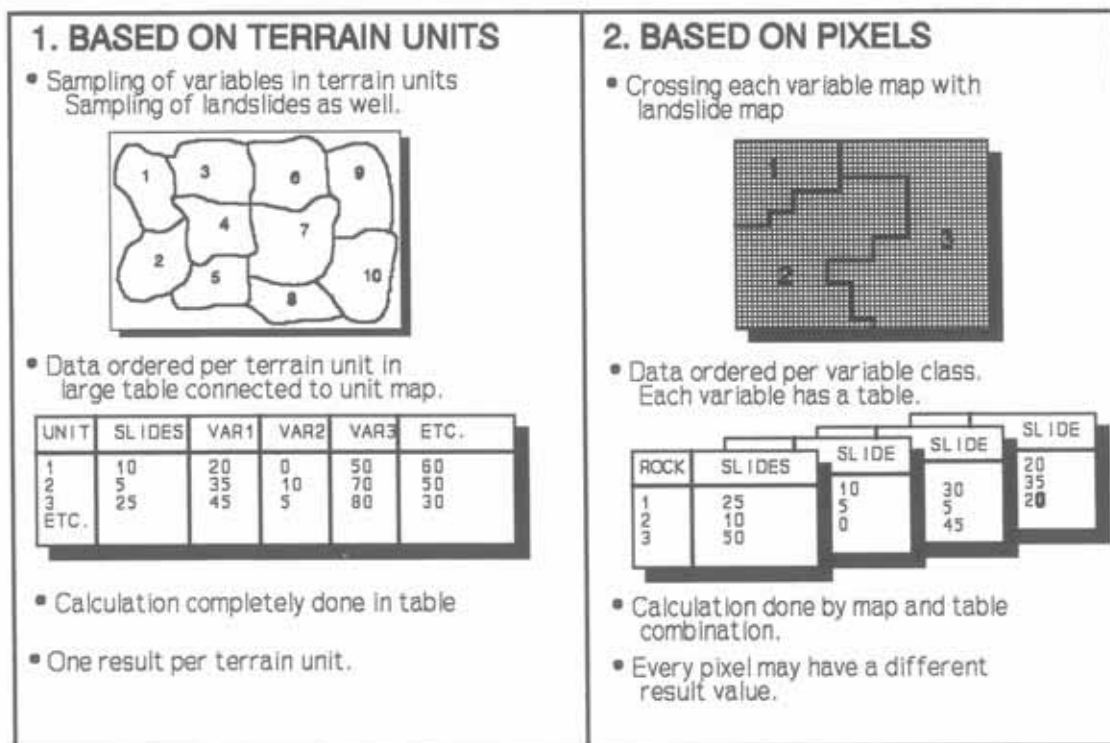 1. BASED ON TERRAIN UNITS
• Sampling of variables in terrain units
Sampling of landslides as well.
1
3
6
9
4
7
2
5
10
8
• Data ordered per terrain unit in
large table connected to unit map.
UNIT SLIDES VAR1 VAR2 VAR3 ETC.
1 10 20 0 50 60
2 5 35 10 70 50
3 25 45 5 80 30
ETC.
• Calculation completely done in table
• One result per terrain unit.
2. BASED ON PIXELS
• Crossing each variable map with
landslide map
1
3
2
• Data ordered per variable class.
Each variable has a table.
ROCK SLIDES
1 25
2 10
3 50
SLIDE
10
5
0
SLIDE
30
5
45
SLIDE
20
35
20
• Calculation done by map and table
combination.
• Every pixel may have a different
result value.